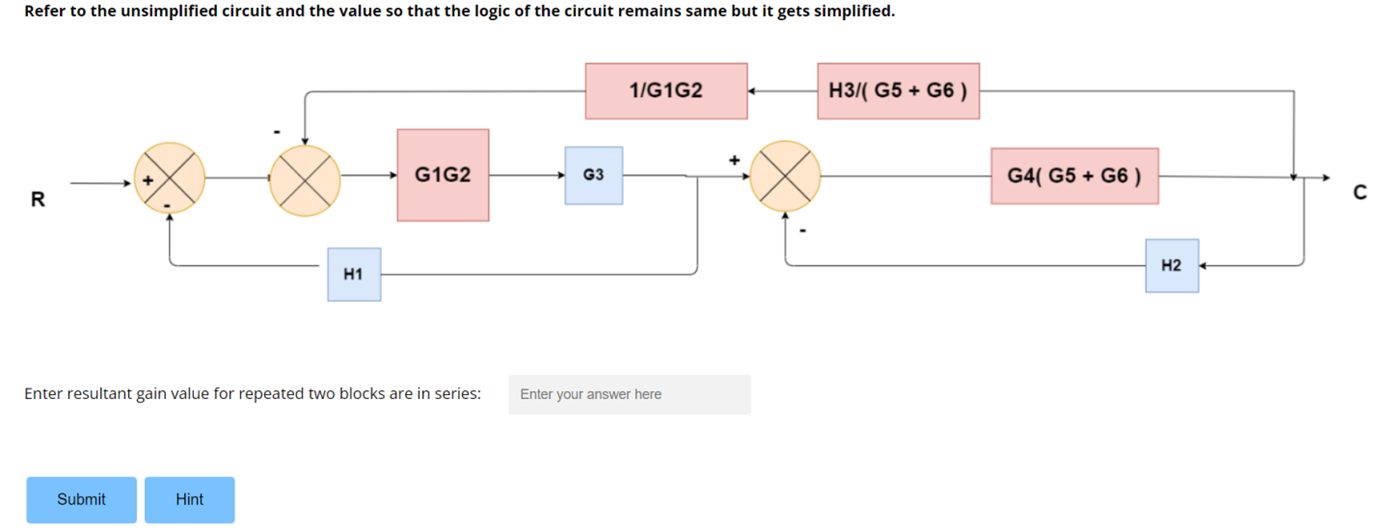 Refer to the unsimplified circuit and the value so that the logic of the circuit remains same but it gets simplified.
1/G1G2
H3/( G5 + G6 )
-
+
R
+
-
G1G2
G3
G4( G5 + G6 )
C
-
H1
H2
Enter resultant gain value for repeated two blocks are in series:
Enter your answer here
Submit
Hint